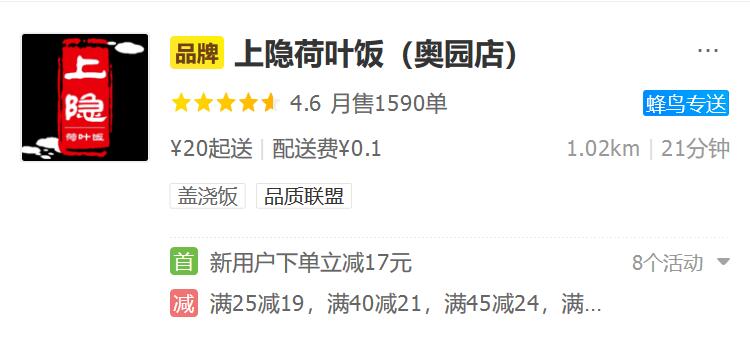 上隐
荷叶饭
品牌 上隐荷叶饭（奥园店） ...
4.6 月售1590单 蜂鸟专送
¥20起送 | 配送费¥0.1 1.02km | 21分钟
盖浇饭 品质联盟
首 新用户下单立减17元 8个活动
减 满25减19，满40减21，满45减24，满...